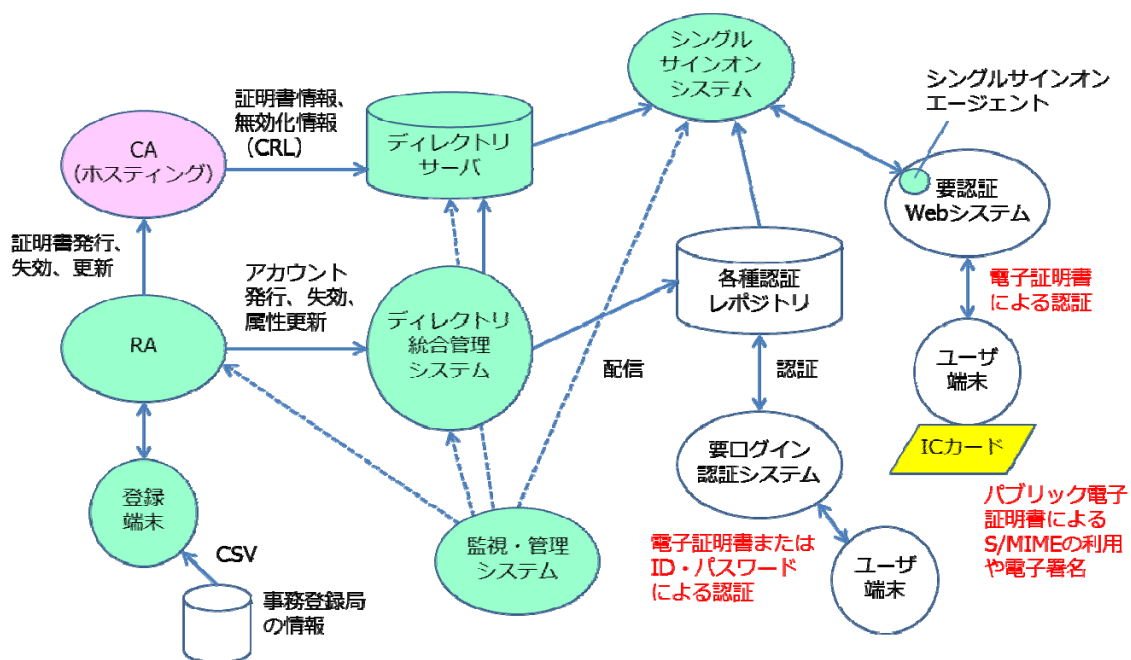 シングル
サインオン
システム
シングルサインオン
エージェント
証明書情報、
無効化情報
（CRL）
CA
（ホスティング）
ディレクトリ
サーバ
要認証
Webシステム
証明書発行、
失効、更新
アカウント
発行、失効、
属性更新
各種認証
レポジトリ
電子証明書
による認証
RA
ディレクトリ
統合管理
システム
配信
認証
ユーザ
端末
ICカード
要ログイン
認証システム
登録
端末
パブリック電子
証明書による
S/MIMEの利用
や電子署名
CSV
監視・管理
システム
電子証明書または
ID・パスワード
による認証
ユーザ
端末
事務登録局
の情報